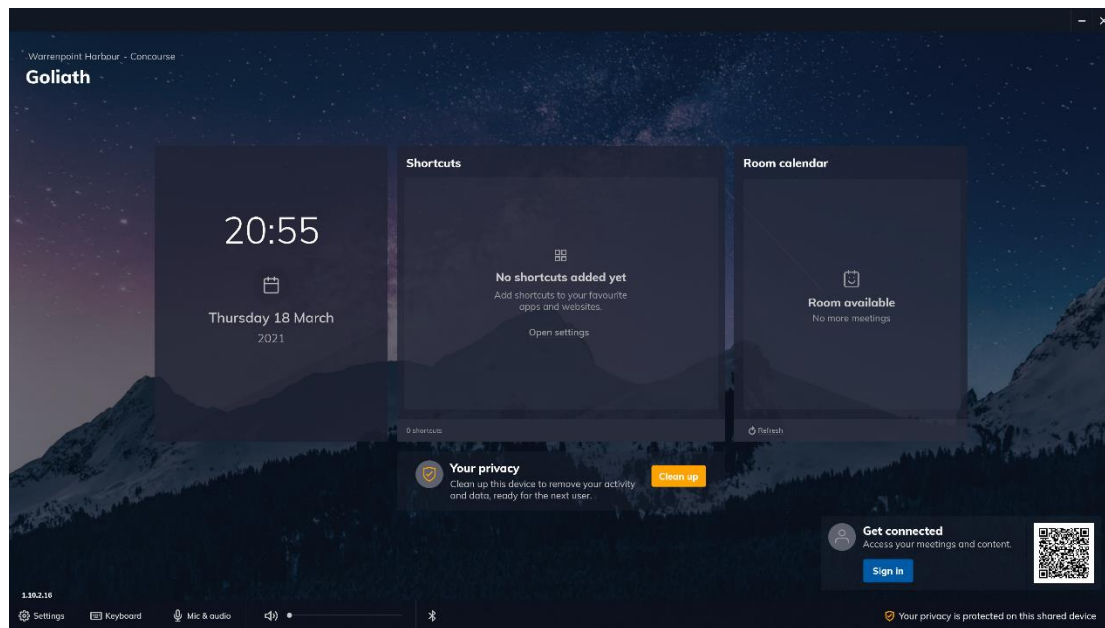 Warrenpoint Harbour - Concourse
Goliath
20:55
Thursday 18 March
2021
Shortcuts
No shortcuts added yet
Add shortcuts to your favourite
apps and websites.
Open settings
0 shortcuts
Room calendar
Room available
No more meetings
Refresh
Your privacy
Clean up this device to remove your activity
and data, ready for the next user.
Clean up
Get connected
Access your meetings and content.
Sign in
1.10.2.16
Settings
Keyboard
Mic & audio
Your privacy is protected on this shared device